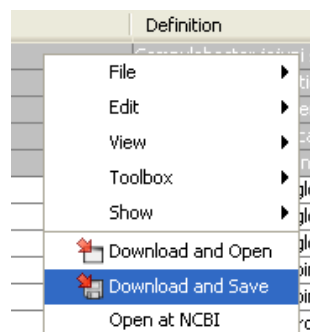 Definition
File
Edit
View
Toolbox
Show
Download and Open
Download and Save
Open at NCBI